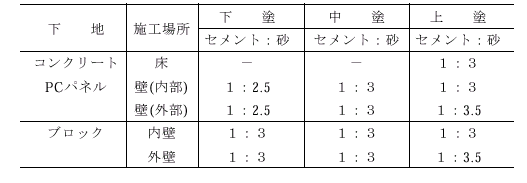 下　地 施工場所 下　塗 中　塗 上　塗
セメント：砂 セメント：砂 セメント：砂
コンクリート 床 － － 1：3
PCパネル 壁(内部) 1：2.5 1：3 1：3
壁(外部) 1：2.5 1：3 1：3.5
ブロック 内壁 1：3 1：3 1：3
外壁 1：3 1：3 1：3.5